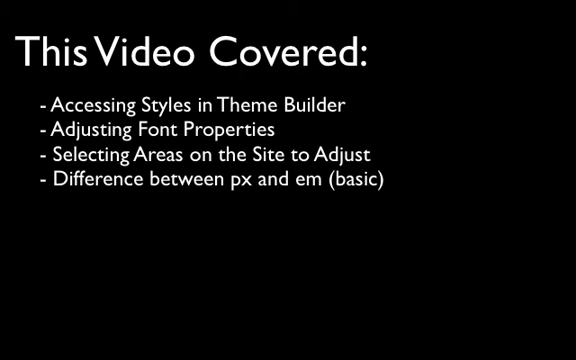 This Video Covered:
- Accessing Styles in Theme Builder
- Adjusting Font Properties
- Selecting Areas on the Site to Adjust
- Difference between px and em (basic)